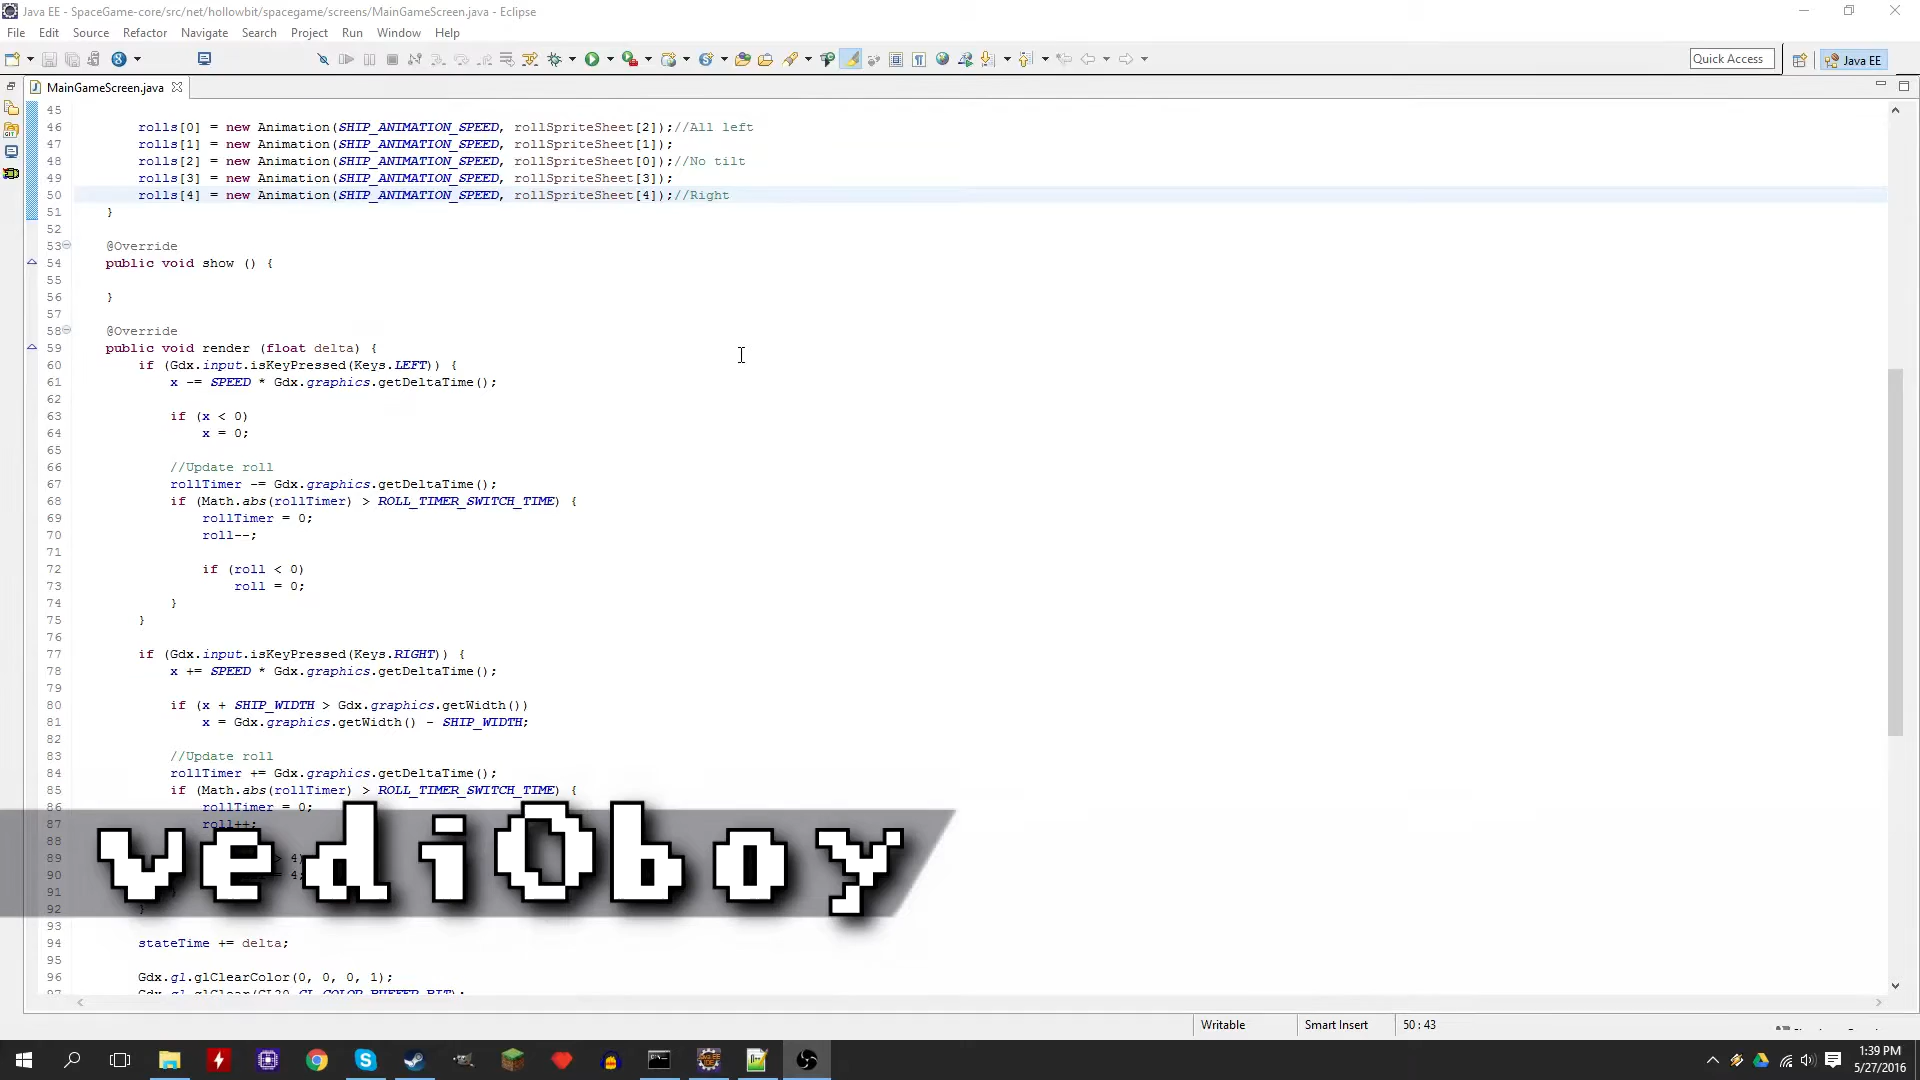 Java EE - SpaceGame-core/src/net/hollowbit/spacegame/screens/MainGameScreen.java - Eclipse
File Edit Source Refactor Navigate Search Project Run Window Help
Quick Access
Java EE
MainGameScreen.java
45
46 rolls[0] = new Animation(SHIP_ANIMATION_SPEED, rollSpriteSheet[2]);//All left
47 rolls[1] = new Animation(SHIP_ANIMATION_SPEED, rollSpriteSheet[1]);
48 rolls[2] = new Animation(SHIP_ANIMATION_SPEED, rollSpriteSheet[0]);//No tilt
49 rolls[3] = new Animation(SHIP_ANIMATION_SPEED, rollSpriteSheet[3]);
50 rolls[4] = new Animation(SHIP_ANIMATION_SPEED, rollSpriteSheet[4]);//Right
51 }
52
53 @Override
54 public void show () {
55
56 }
57
58 @Override
59 public void render (float delta) {
60 if (Gdx.input.isKeyPressed(Keys.LEFT)) {
61 x -= SPEED * Gdx.graphics.getDeltaTime();
62
63 if (x < 0)
64 x = 0;
65
66 //Update roll
67 rollTimer -= Gdx.graphics.getDeltaTime();
68 if (Math.abs(rollTimer) > ROLL_TIMER_SWITCH_TIME) {
69 rollTimer = 0;
70 roll--;
71
72 if (roll < 0)
73 roll = 0;
74 }
75 }
76
77 if (Gdx.input.isKeyPressed(Keys.RIGHT)) {
78 x += SPEED * Gdx.graphics.getDeltaTime();
79
80 if (x + SHIP_WIDTH > Gdx.graphics.getWidth())
81 x = Gdx.graphics.getWidth() - SHIP_WIDTH;
82
83 //Update roll
84 rollTimer += Gdx.graphics.getDeltaTime();
85 if (Math.abs(rollTimer) > ROLL_TIMER_SWITCH_TIME) {
86 rollTimer = 0;
87 roll++;
88
89 4)
90 4;
91
92 }
vediOboy
93
94 stateTime += delta;
95
96 Gdx.gl.glClearColor(0, 0, 0, 1);
Writable Smart Insert 50 : 43
1:39 PM
5/27/2016